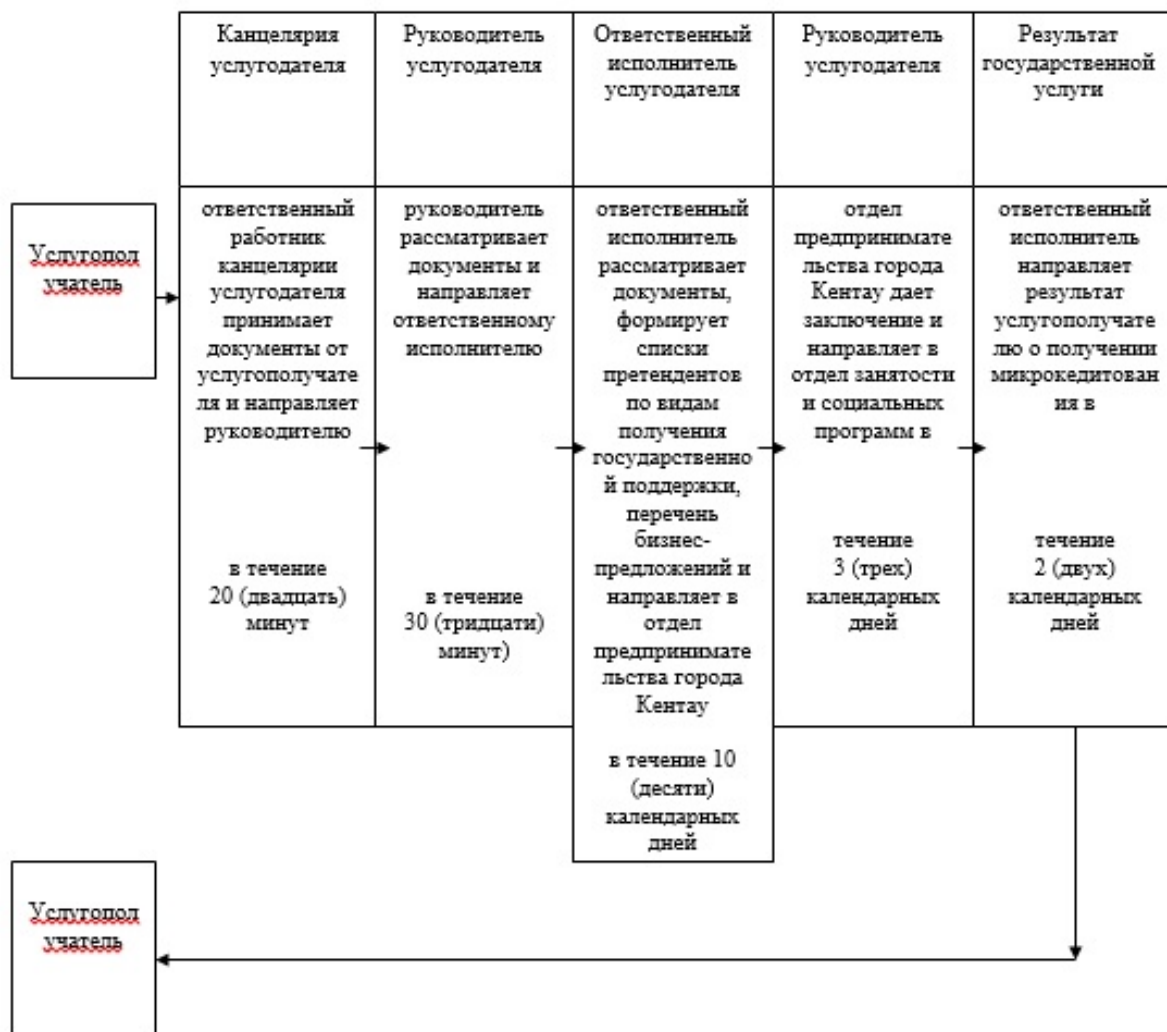 Канцелярия
услугодателя
Руководитель
услугодателя
Ответственный
исполнитель
услугодателя
Руководитель
услугодателя
Результат
государственной
услуги
Услугопол
учатель
ответственный
работник
канцелярии
услугодателя
принимает
документы от
услугополучате
ля и направляет
руководителю
в течение
20 (двадцать)
минут
руководитель
рассматривает
документы и
направляет
ответственному
исполнителю
в течение
30 (тридцати)
минут)
ответственный
исполнитель
рассматривает
документы,
формирует
списки
претендентов
по видам
получения
государственно
й поддержки,
перечень
бизнес-
предложений и
направляет в
отдел
предпринимате
льства города
Кентау
в течение 10
(десяти)
календарных
дней
отдел
предпринимате
льства города
Кентау дает
заключение и
направляет в
отдел занятости
и социальных
программ в
течение
3 (трех)
календарных
дней
ответственный
исполнитель
направляет
результат
услугополучате
лю о получении
микрокедитован
ия в
течение
2 (двух)
календарных
дней
Услугопол
учатель